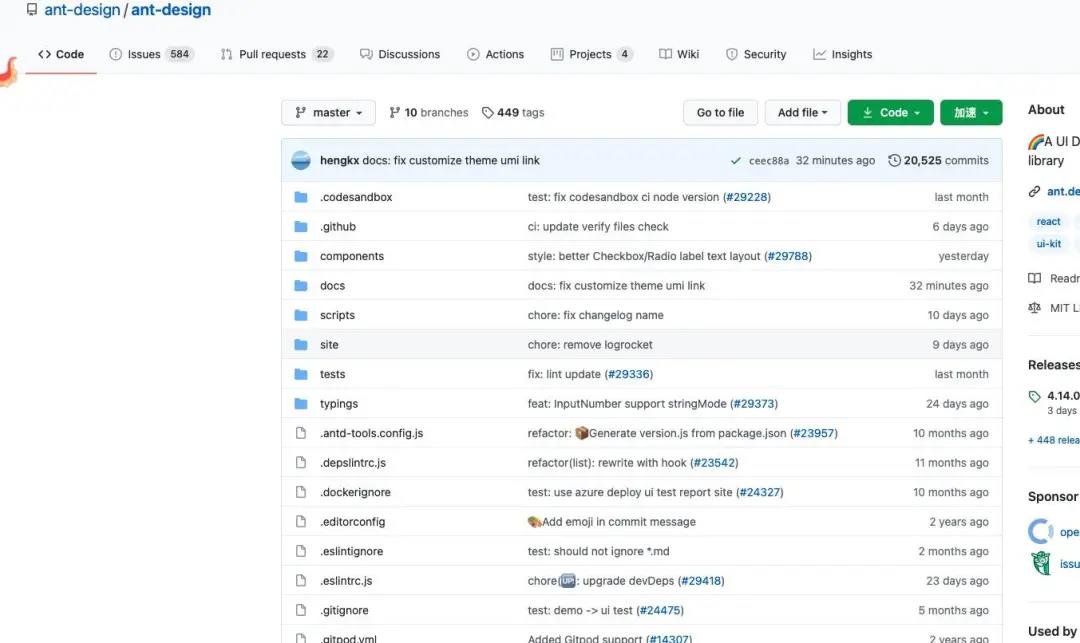 ant-design / ant-design
Code Issues 584 Pull requests 22 Discussions Actions Projects 4 Wiki Security Insights
master 10 branches 449 tags Go to file Add file Code 加速
About
hengkx docs: fix customize theme umi link ceec88a 32 minutes ago 20,525 commits
🌈A UI D
library
.codesandbox test: fix codesandbox ci node version (#29228) last month
ant.de
.github ci: update verify files check 6 days ago
react
ui-kit
components style: better Checkbox/Radio label text layout (#29788) yesterday
docs docs: fix customize theme umi link 32 minutes ago
Readm
scripts chore: fix changelog name 10 days ago
MIT Li
site chore: remove logrocket 9 days ago
Releases
tests fix: lint update (#29336) last month
typings feat: InputNumber support stringMode (#29373) 24 days ago
4.14.0
3 days
.antd-tools.config.js refactor: 📦Generate version.js from package.json (#23957) 10 months ago
+ 448 relea
.depslintrc.js refactor(list): rewrite with hook (#23542) 11 months ago
.dockerignore test: use azure deploy ui test report site (#24327) 10 months ago
Sponsor
.editorconfig 🎨Add emoji in commit message 2 years ago
ope
.eslintignore test: should not ignore *.md 2 months ago
issu
.eslintrc.js chore(🆙): upgrade devDeps (#29418) 23 days ago
.gitignore test: demo -> ui test (#24475) 5 months ago
Used by
.gitpod.yml Added Gitpod support (#14307) 2 years ago